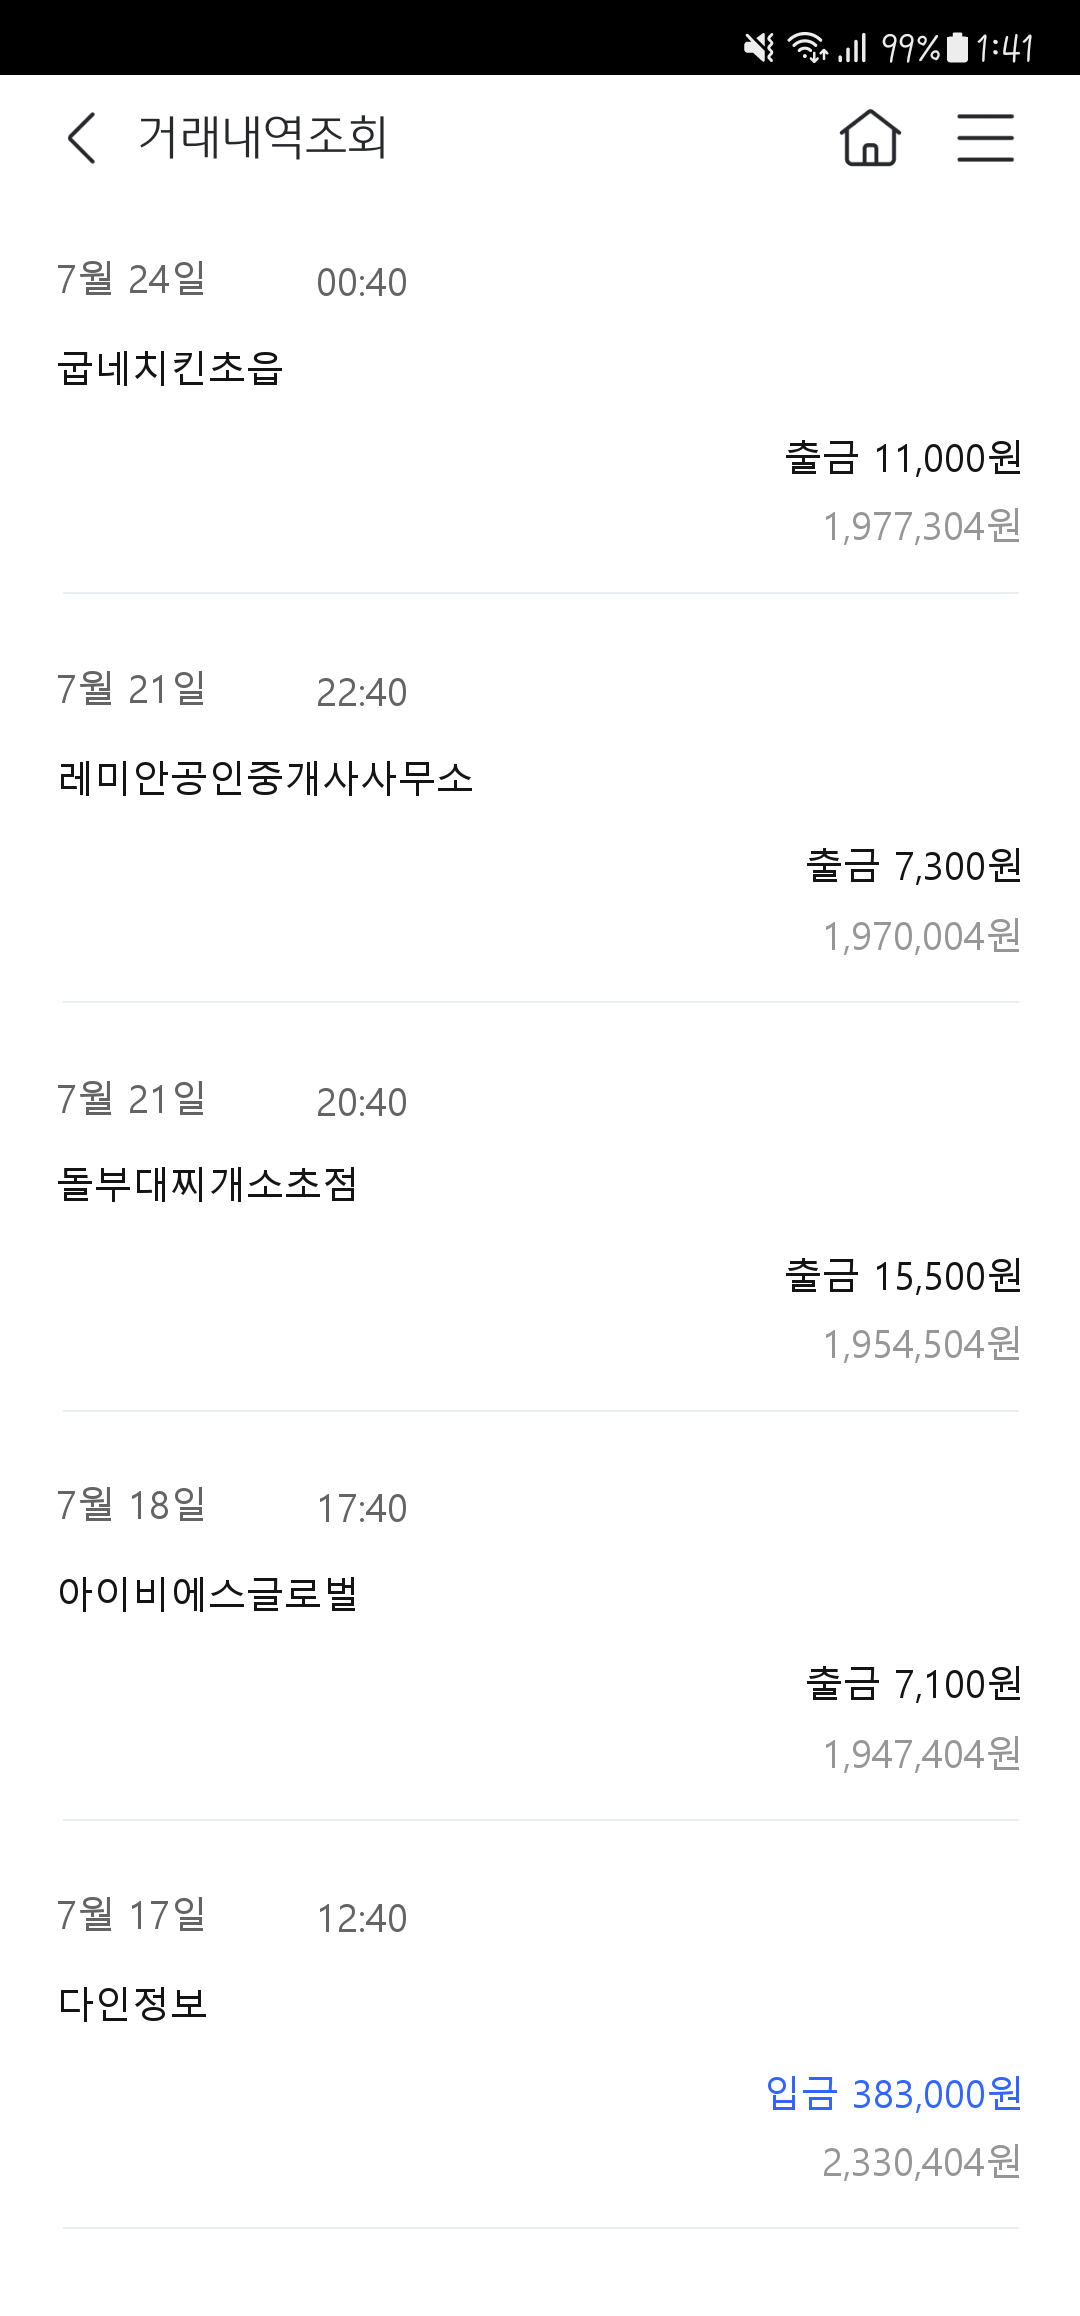 99% 1:41
거래내역조회
7월 24일 00:40
굽네치킨초읍
출금 11,000원
1,977,304원
7월 21일 22:40
레미안공인중개사사무소
출금 7,300원
1,970,004원
7월 21일 20:40
돌부대찌개소초점
출금 15,500원
1,954,504원
7월 18일 17:40
아이비에스글로벌
출금 7,100원
1,947,404원
7월 17일 12:40
다인정보
입금 383,000원
2,330,404원